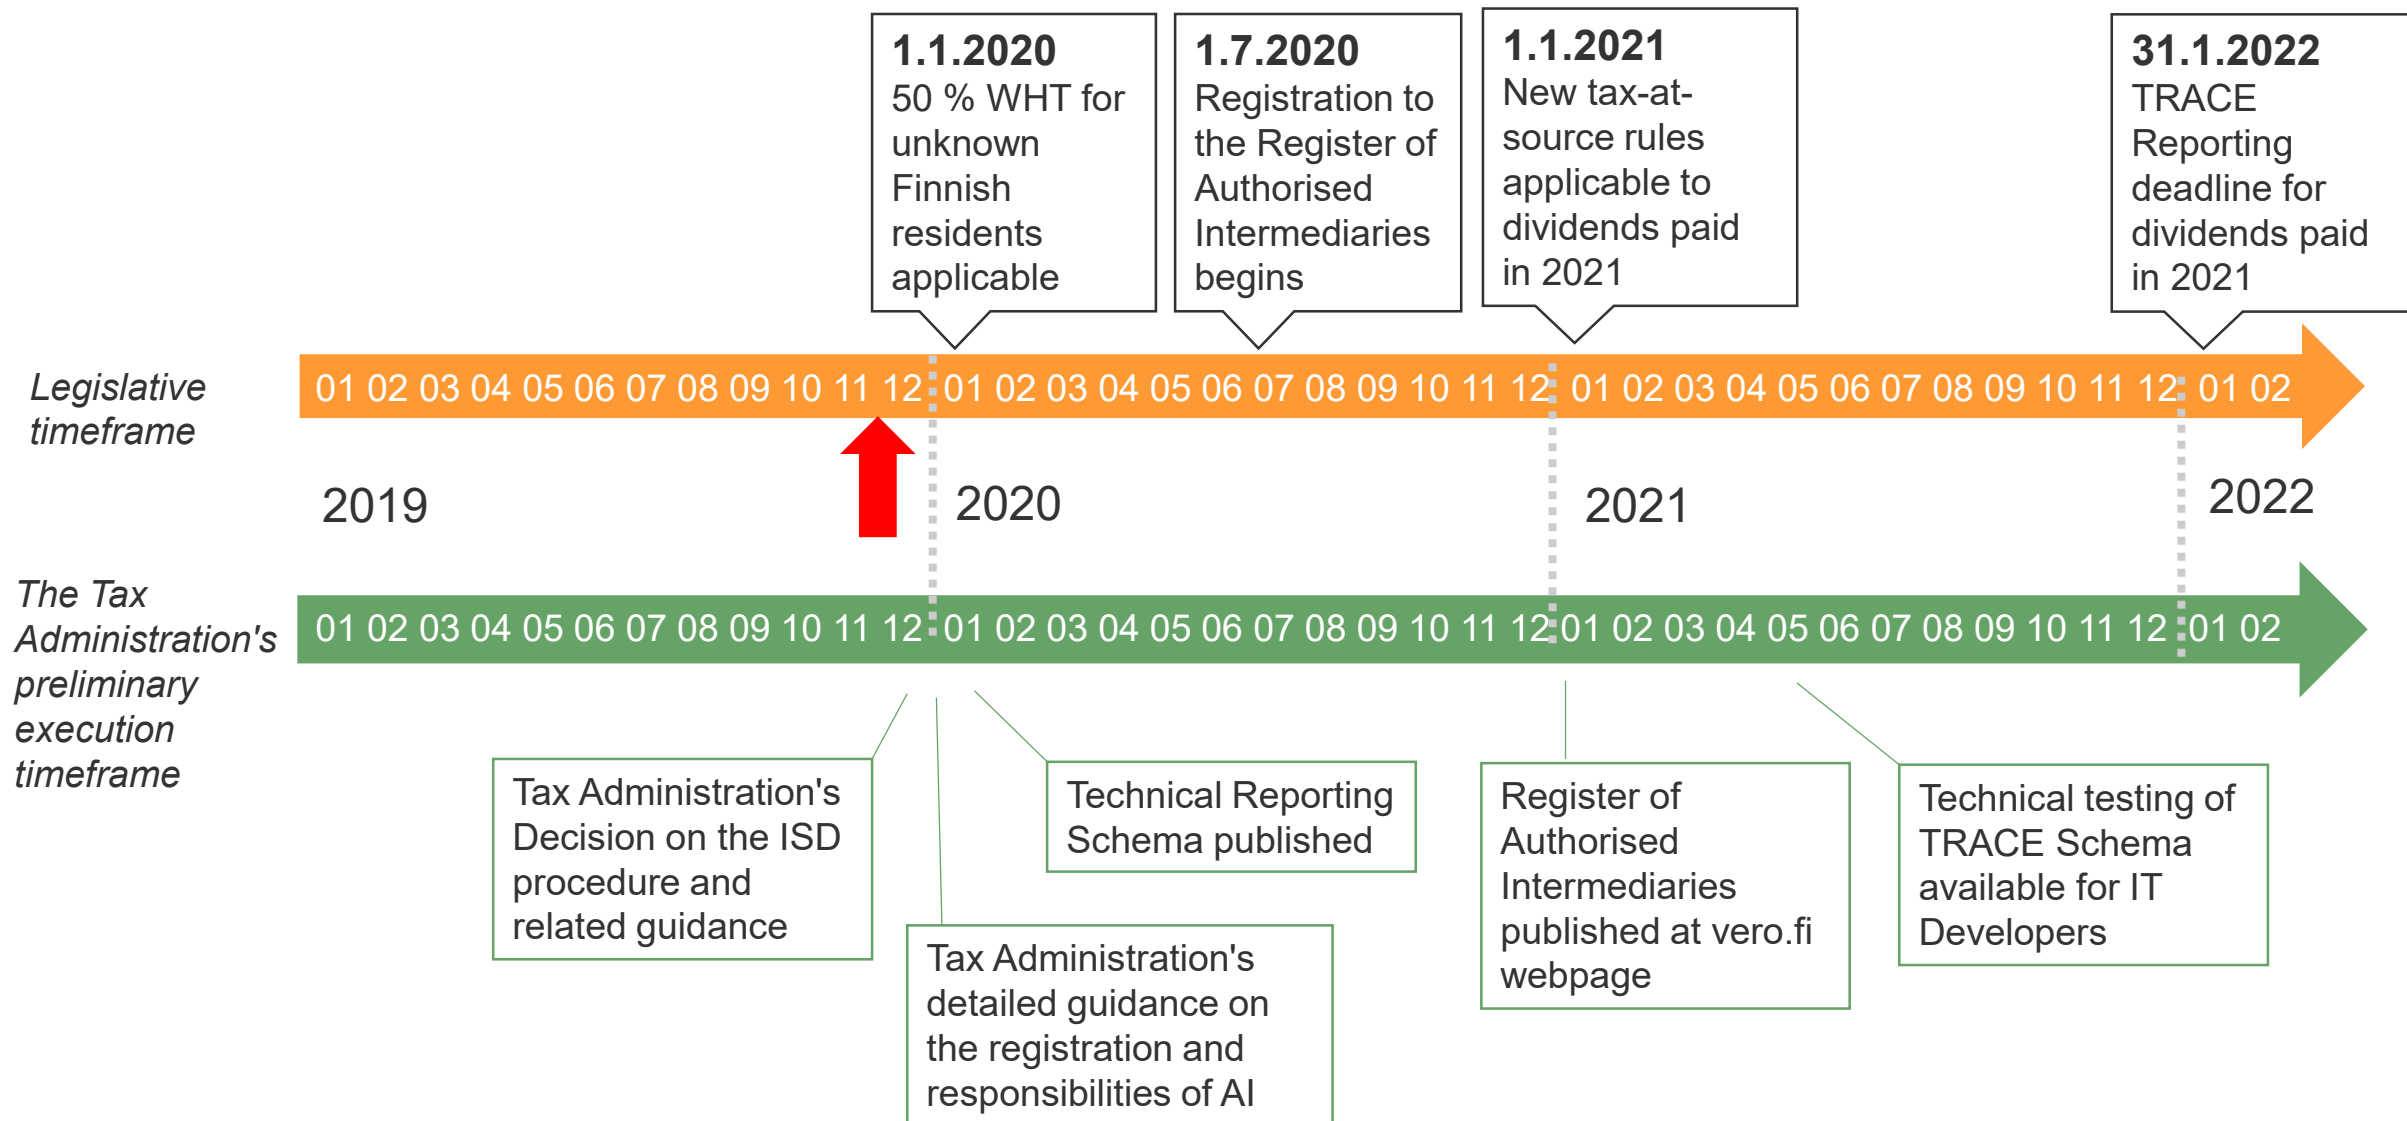 1.1.2020
50 % WHT for
unknown
Finnish
residents
applicable
1.7.2020
Registration to
the Register of
Authorised
Intermediaries
begins
1.1.2021
New tax-at-
source rules
applicable to
dividends paid
in 2021
31.1.2022
TRACE
Reporting
deadline for
dividends paid
in 2021
Legislative
timeframe
01 02 03 04 05 06 07 08 09 10 11 12 01 02 03 04 05 06 07 08 09 10 11 12 01 02 03 04 05 06 07 08 09 10 11 12 01 02
2019
2020
2021
2022
The Tax
Administration's
preliminary
execution
timeframe
01 02 03 04 05 06 07 08 09 10 11 12 01 02 03 04 05 06 07 08 09 10 11 12 01 02 03 04 05 06 07 08 09 10 11 12 01 02
Tax Administration's
Decision on the ISD
procedure and
related guidance
Tax Administration's
detailed guidance on
the registration and
responsibilities of AI
Technical Reporting
Schema published
Register of
Authorised
Intermediaries
published at vero.fi
webpage
Technical testing of
TRACE Schema
available for IT
Developers